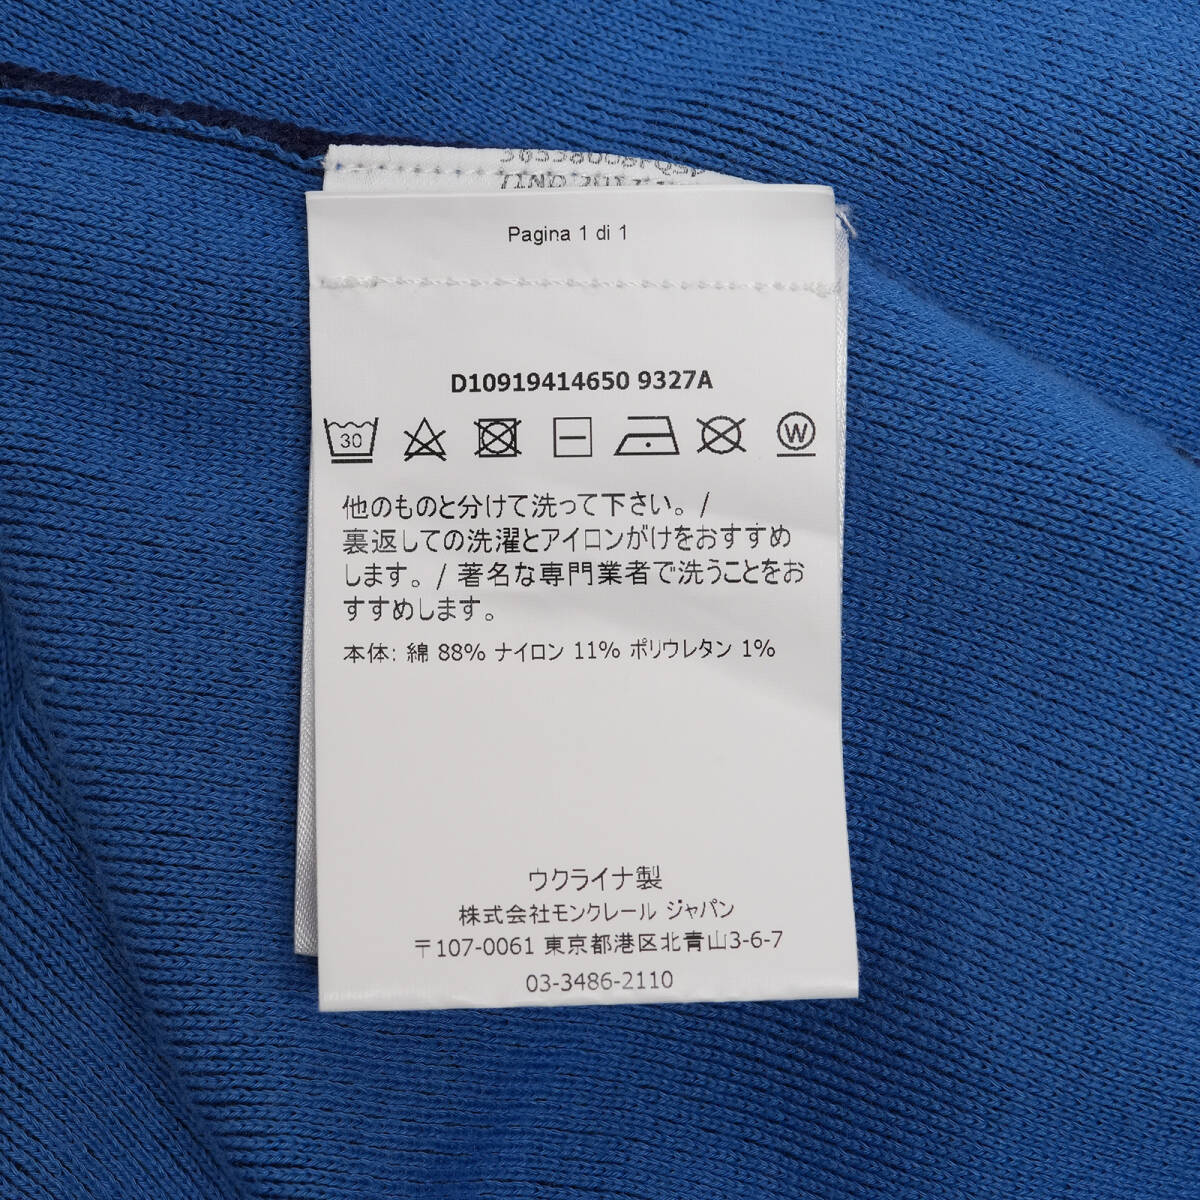 Pagina 1 di 1
D10919414650 9327A
30 W
他のものと分けて洗って下さい。/
裏返しての洗濯とアイロンがけをおすすめ
します。/ 著名な専門業者で洗うことをお
すすめします。
本体: 綿 88% ナイロン 11% ポリウレタン 1%
ウクライナ製
株式会社モンクレール ジャパン
〒107-0061 東京都港区北青山3-6-7
03-3486-2110